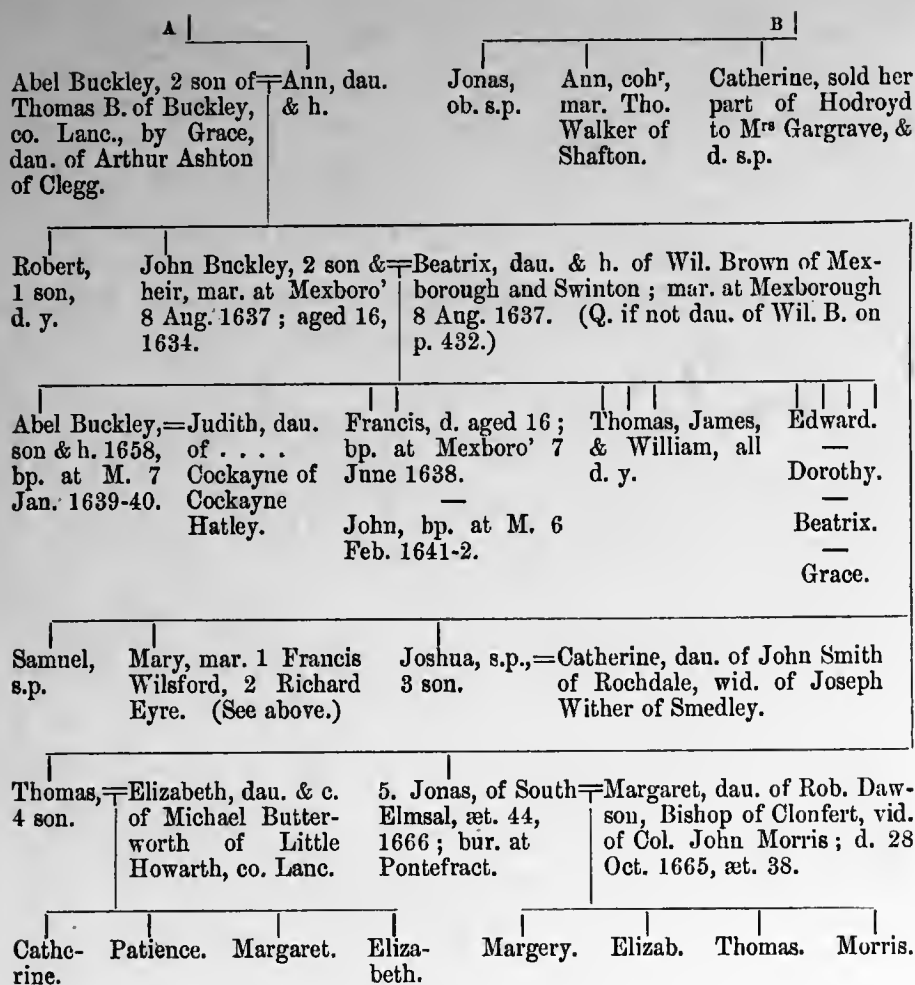 A
B
Abel Buckley, 2 son of
Thomas B. of Buckley,
co. Lanc., by Grace,
dau. of Arthur Ashton
of Clegg.
Ann, dau.
& h.
Jonas,
ob. s.p.
Ann, cohʳ,
mar. Tho.
Walker of
Shafton.
Catherine, sold her
part of Hodroyd
to Mʳˢ Gargrave, &
d. s.p.
Robert,
1 son,
d. y.
John Buckley, 2 son &
heir, mar. at Mexboro'
8 Aug. 1637 ; aged 16,
1634.
Beatrix, dau. & h. of Wil. Brown of Mex-
borough and Swinton ; mar. at Mexborough
8 Aug. 1637. (Q. if not dau. of Wil. B. on
p. 432.)
Abel Buckley,=
son & h. 1658,
bp. at M. 7
Jan. 1639-40.
Judith, dau.
of . . . .
Cockayne of
Cockayne
Hatley.
Francis, d. aged 16 ;
bp. at Mexboro' 7
June 1638.
—
John, bp. at M. 6
Feb. 1641-2.
Thomas, James,
& William, all
d. y.
Edward.
—
Dorothy.
—
Beatrix.
—
Grace.
Samuel,
s.p.
Mary, mar. 1 Francis
Wilsford, 2 Richard
Eyre. (See above.)
Joshua, s.p.,=
3 son.
Catherine, dau. of John Smith
of Rochdale, wid. of Joseph
Wither of Smedley.
Thomas,
4 son.
Elizabeth, dau. & c.
of Michael Butter-
worth of Little
Howarth, co. Lanc.
5. Jonas, of South
Elmsal, æt. 44,
1666 ; bur. at
Pontefract.
Margaret, dau. of Rob. Daw-
son, Bishop of Clonfert, vid.
of Col. John Morris ; d. 28
Oct. 1665, æt. 38.
Cathe-
rine.
Patience.
Margaret.
Eliza-
beth.
Margery.
Elizab.
Thomas.
Morris.